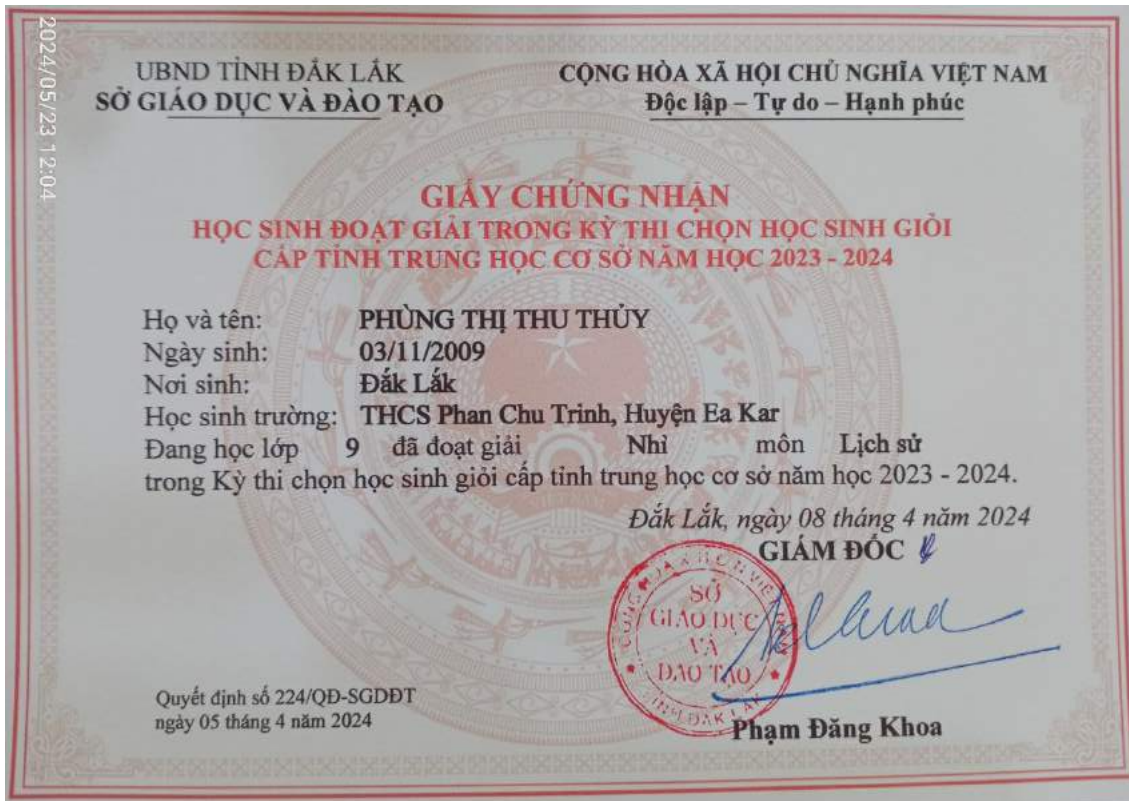 2024/05/23 12:04
UBND TỈNH ĐẮK LẮK
SỞ GIÁO DỤC VÀ ĐÀO TẠO
CỘNG HÒA XÃ HỘI CHỦ NGHĨA VIỆT NAM
Độc lập – Tự do – Hạnh phúc
GIẤY CHỨNG NHẬN
HỌC SINH ĐOẠT GIẢI TRONG KỲ THI CHỌN HỌC SINH GIỎI
CẤP TỈNH TRUNG HỌC CƠ SỞ NĂM HỌC 2023 - 2024
Họ và tên: PHÙNG THỊ THU THỦY
Ngày sinh: 03/11/2009
Nơi sinh: Đắk Lắk
Học sinh trường: THCS Phan Chu Trinh, Huyện Ea Kar
Đang học lớp 9 đã đoạt giải Nhì môn Lịch sử
trong Kỳ thi chọn học sinh giỏi cấp tỉnh trung học cơ sở năm học 2023 - 2024.
Đắk Lắk, ngày 08 tháng 4 năm 2024
GIÁM ĐỐC
SỞ
GIÁO DỤC
VÀ
ĐÀO TẠO
TỈNH ĐẮK LẮK
Phạm Đăng Khoa
Quyết định số 224/QĐ-SGDĐT
ngày 05 tháng 4 năm 2024